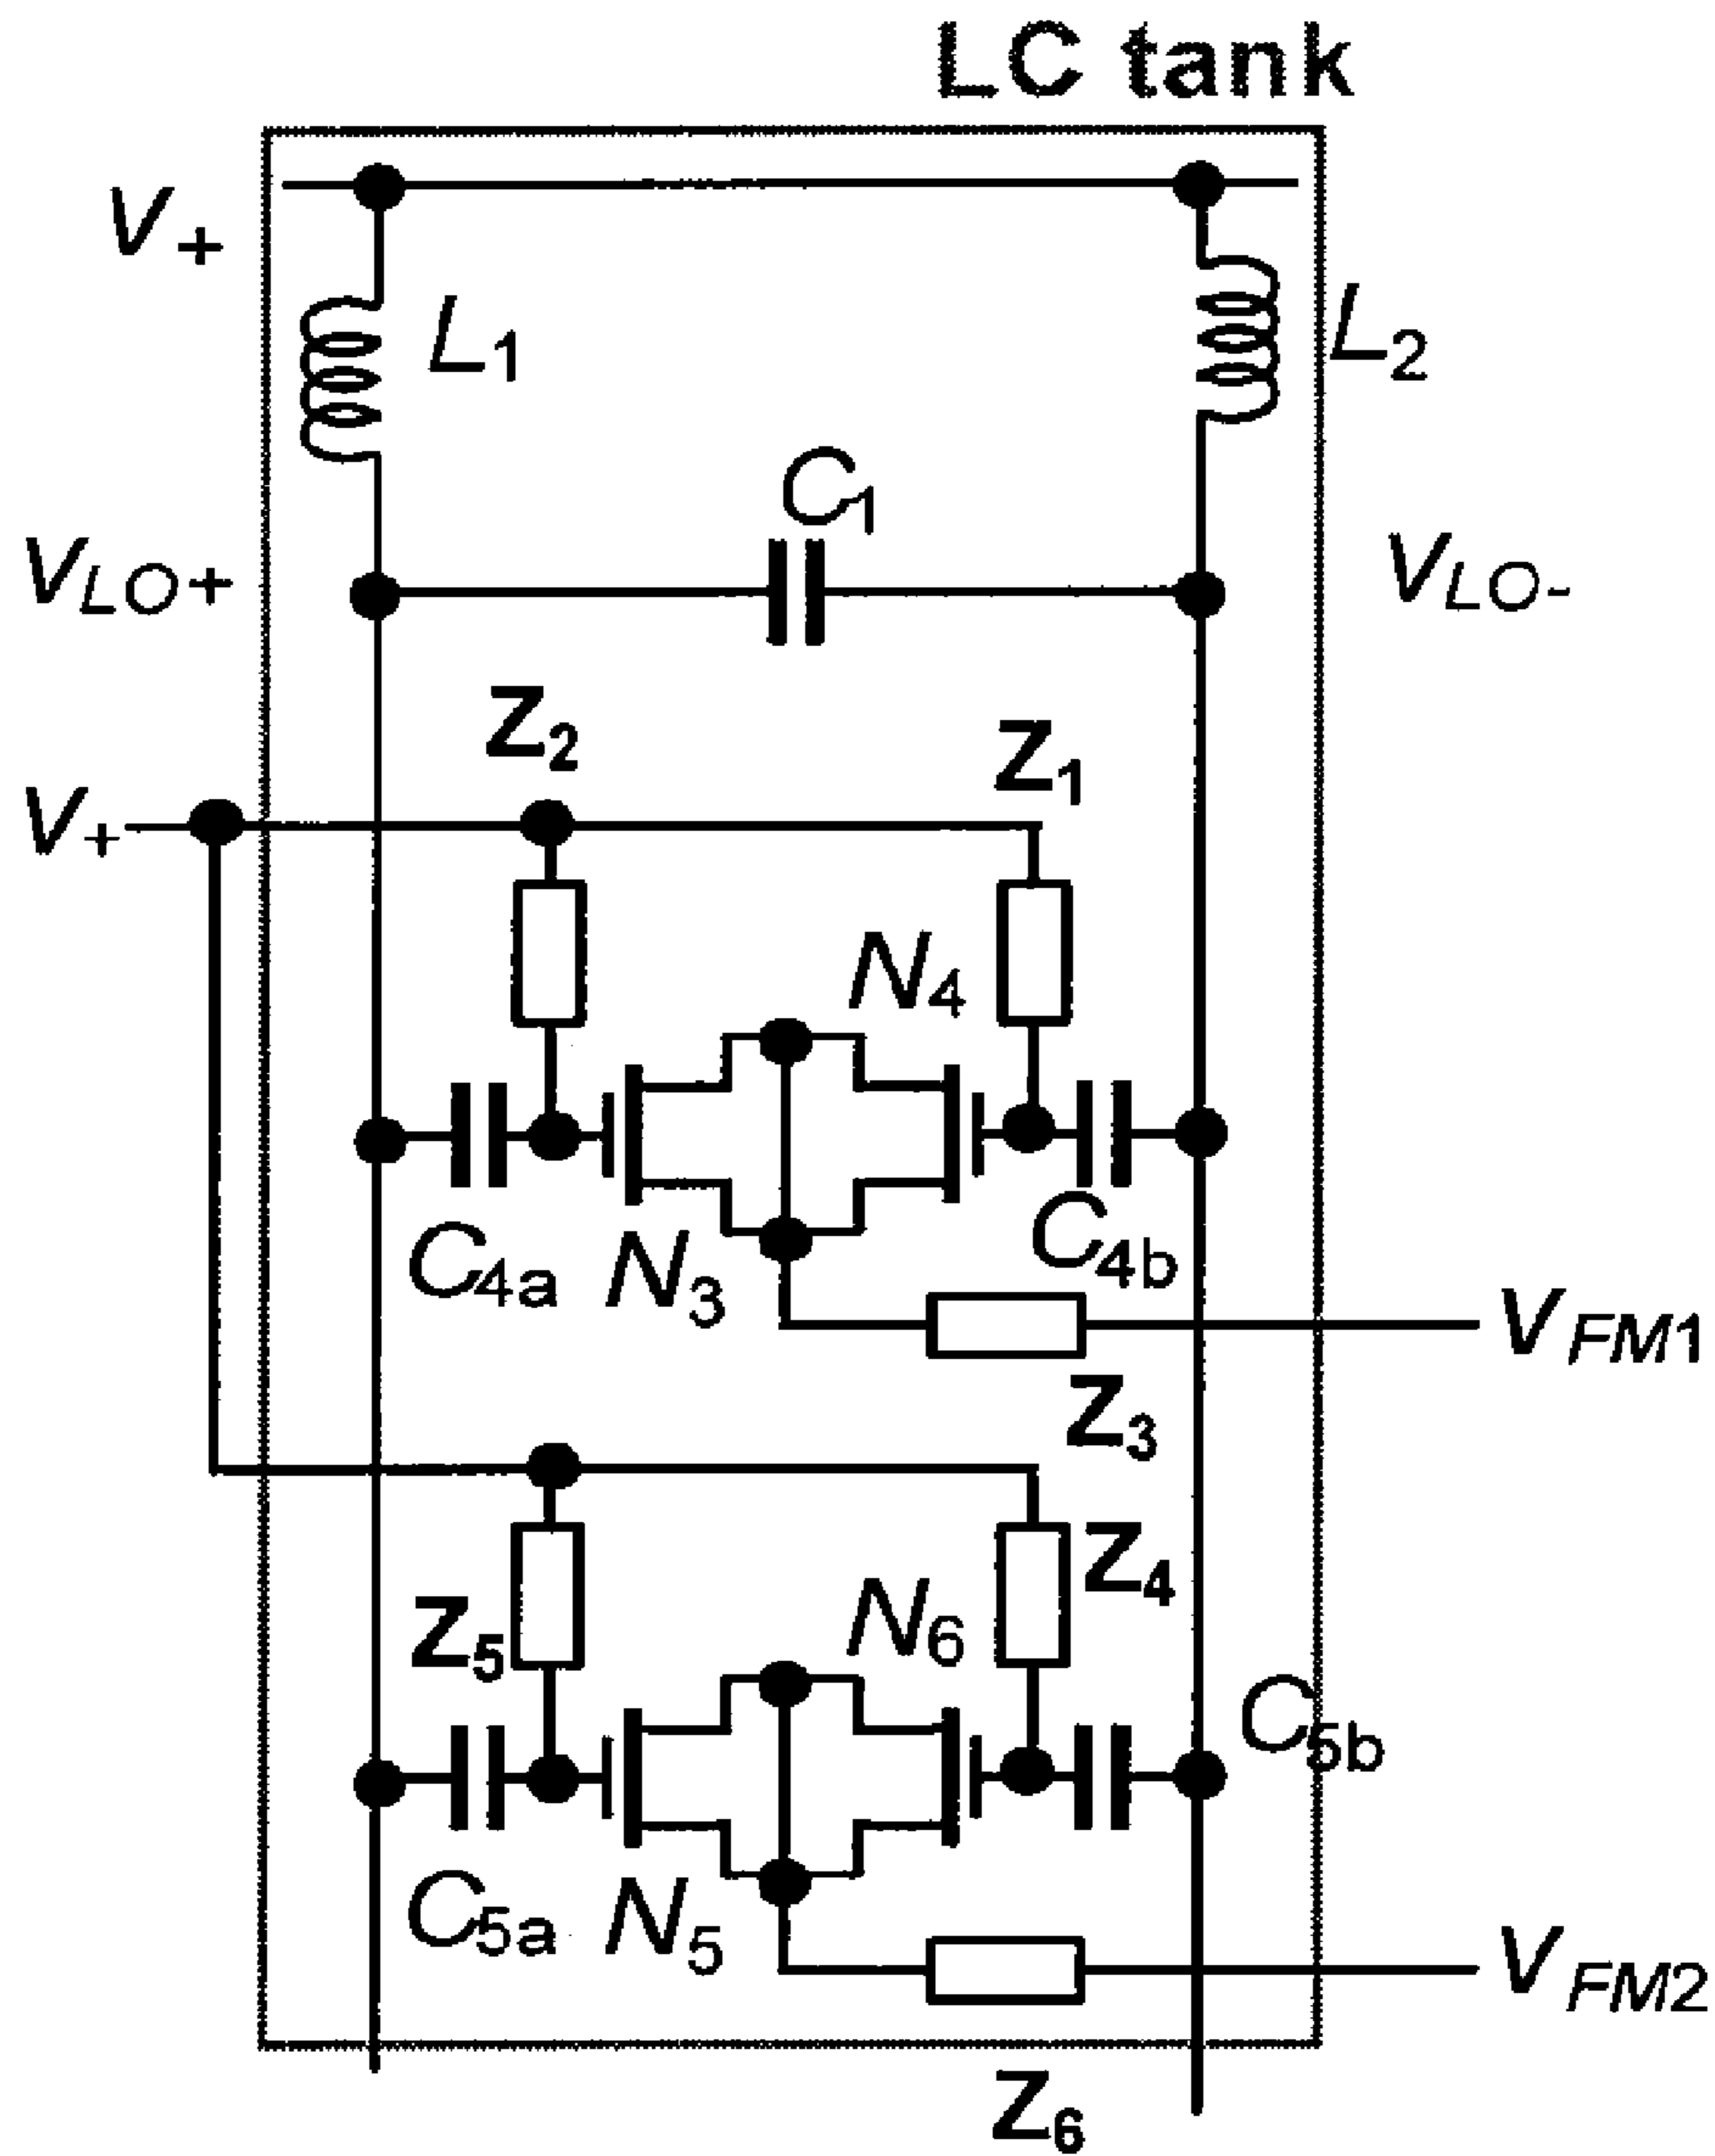 LC tank
V+
L1
L2
C1
VLO+
VLO-
Z2
Z1
V+
N4
C4a
N3
C4b
VFM1
Z3
Z4
Z5
N6
C5b
C5a
N5
VFM2
Z6